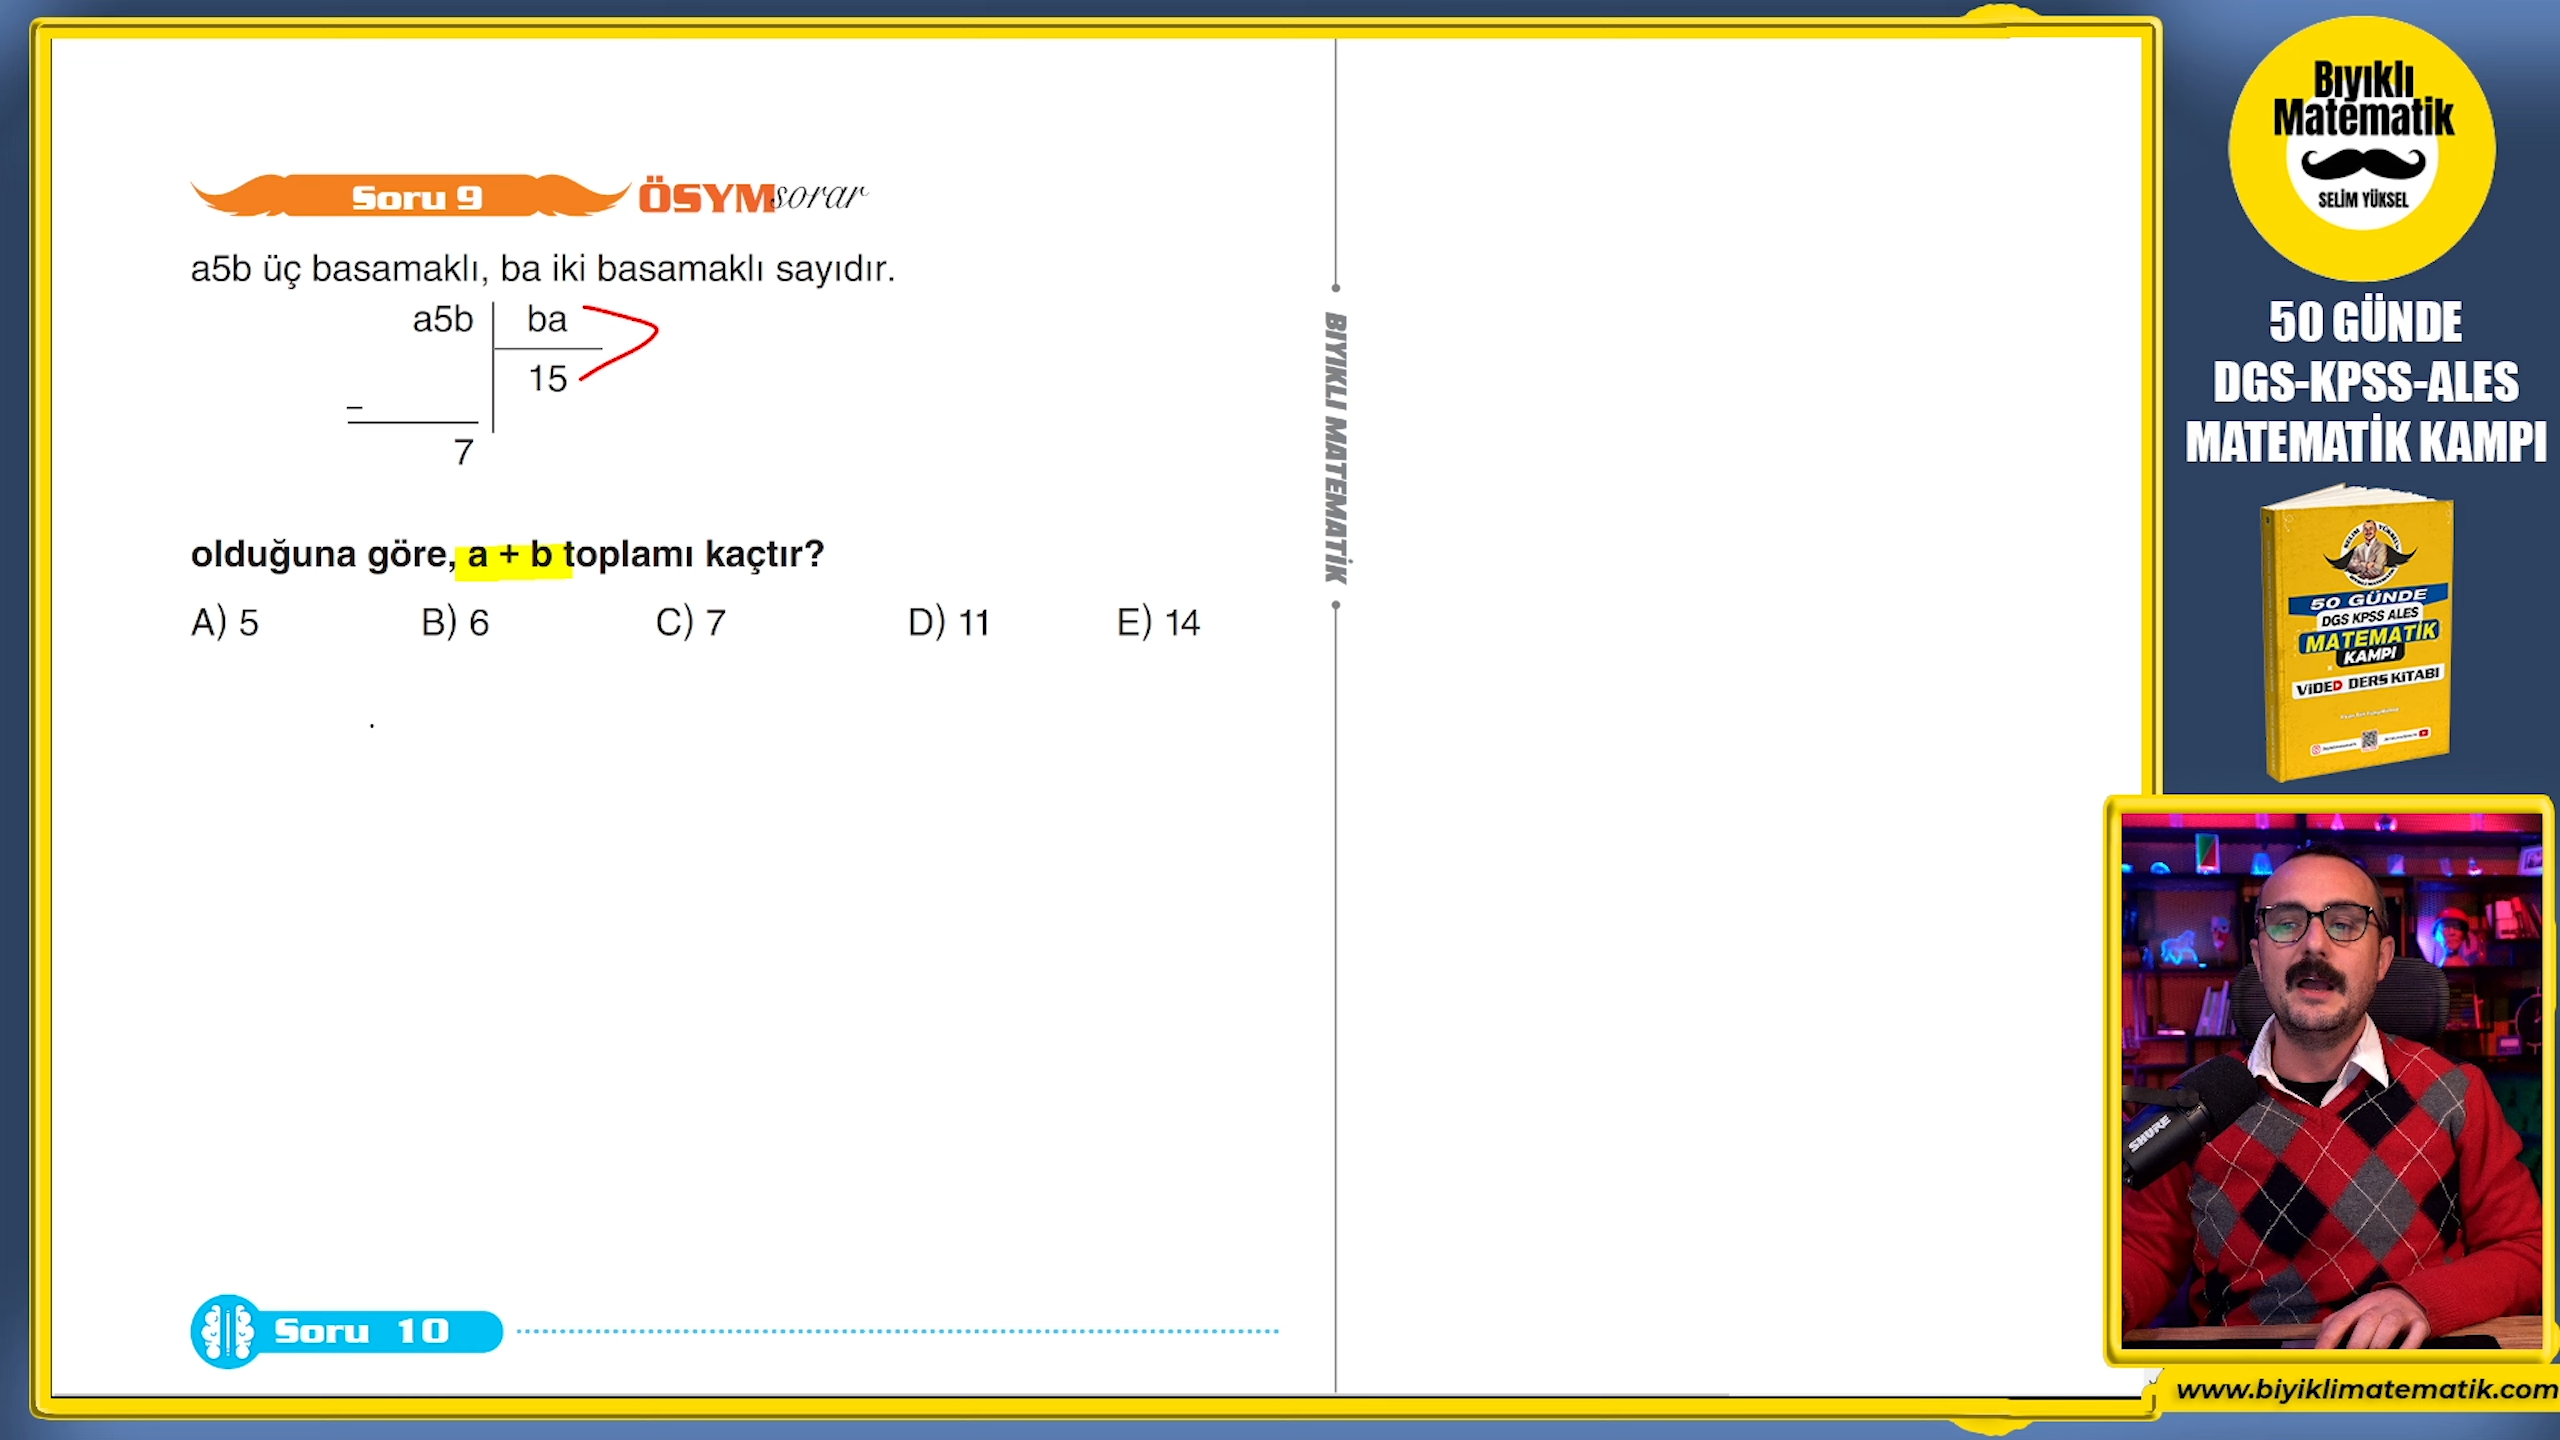 Soru 9 ÖSYM sorar
a5b üç basamaklı, ba iki basamaklı sayıdır.
a5b ba
15
–
7
olduğuna göre, a + b toplamı kaçtır?
A) 5 B) 6 C) 7 D) 11 E) 14
Soru 10
BIYIKLI MATEMATİK
Bıyıklı
Matematik
SELİM YÜKSEL
50 GÜNDE
DGS-KPSS-ALES
MATEMATİK KAMPI
50 GÜNDE
DGS KPSS ALES
MATEMATİK
KAMPI
VİDEO DERS KİTABI
SHURE
www.biyiklimatematik.com